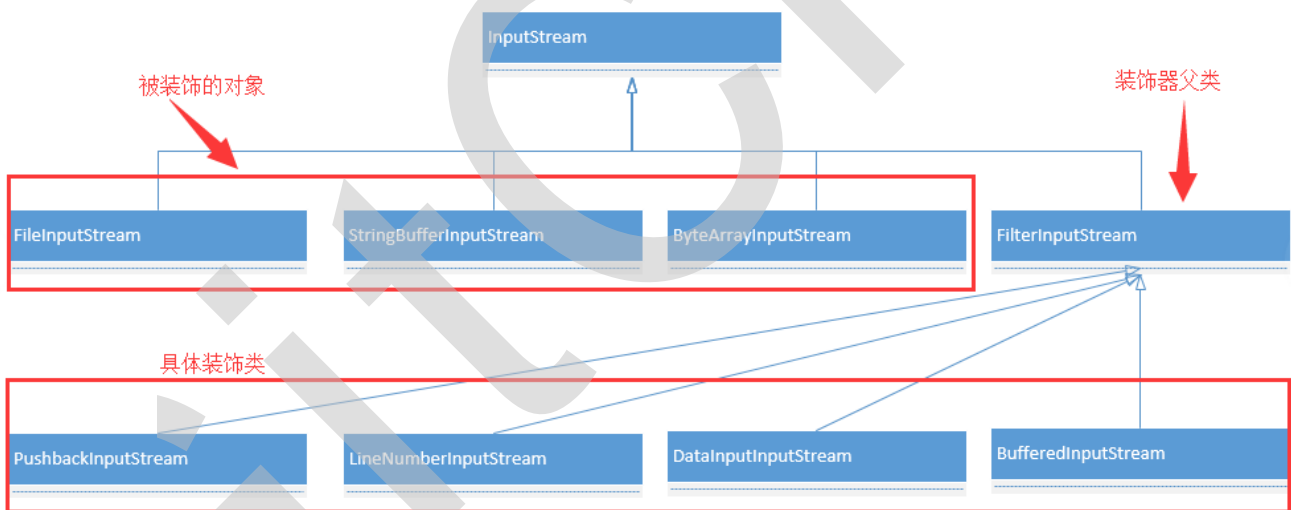 InputStream
被装饰的对象
装饰器父类
FileInputStream
StringBufferInputStream
ByteArrayInputStream
FilterInputStream
具体装饰类
PushbackInputStream
LineNumberInputStream
DataInputInputStream
BufferedInputStream